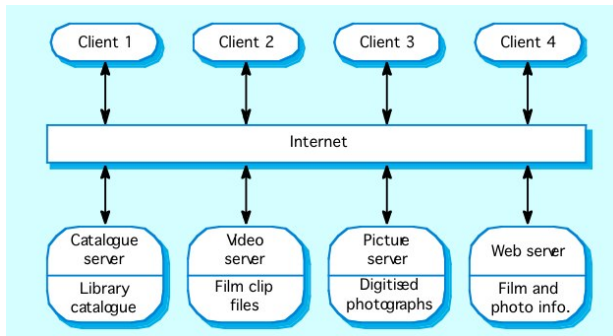 Client 1
Client 2
Client 3
Client 4
Internet
Catalogue
server
Library
catalogue
Video
server
Film clip
files
Picture
server
Digitised
photographs
Web server
Film and
photo info.